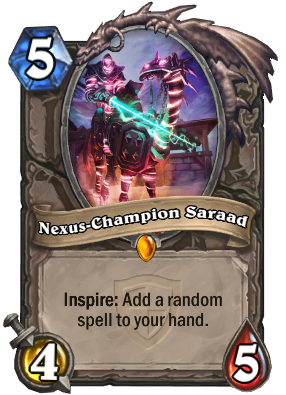 5
Nexus-Champion Saraad
Inspire: Add a random
spell to your hand.
4
5